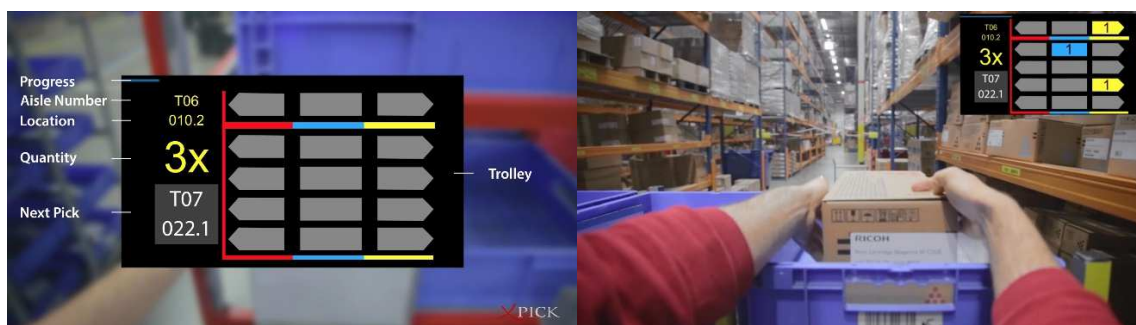 Progress
Aisle Number
Location
Quantity
Next Pick
T06
010.2
3x
T07
022.1
Trolley
XPICK
T06
010.2
3x
T07
022.1
1
1
1
RICOH